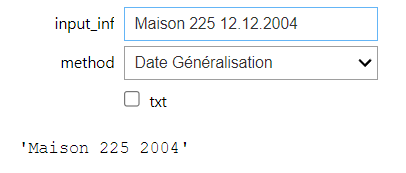 input_inf Maison 225 12.12.2004
method Date Généralisation
txt
'Maison 225 2004'